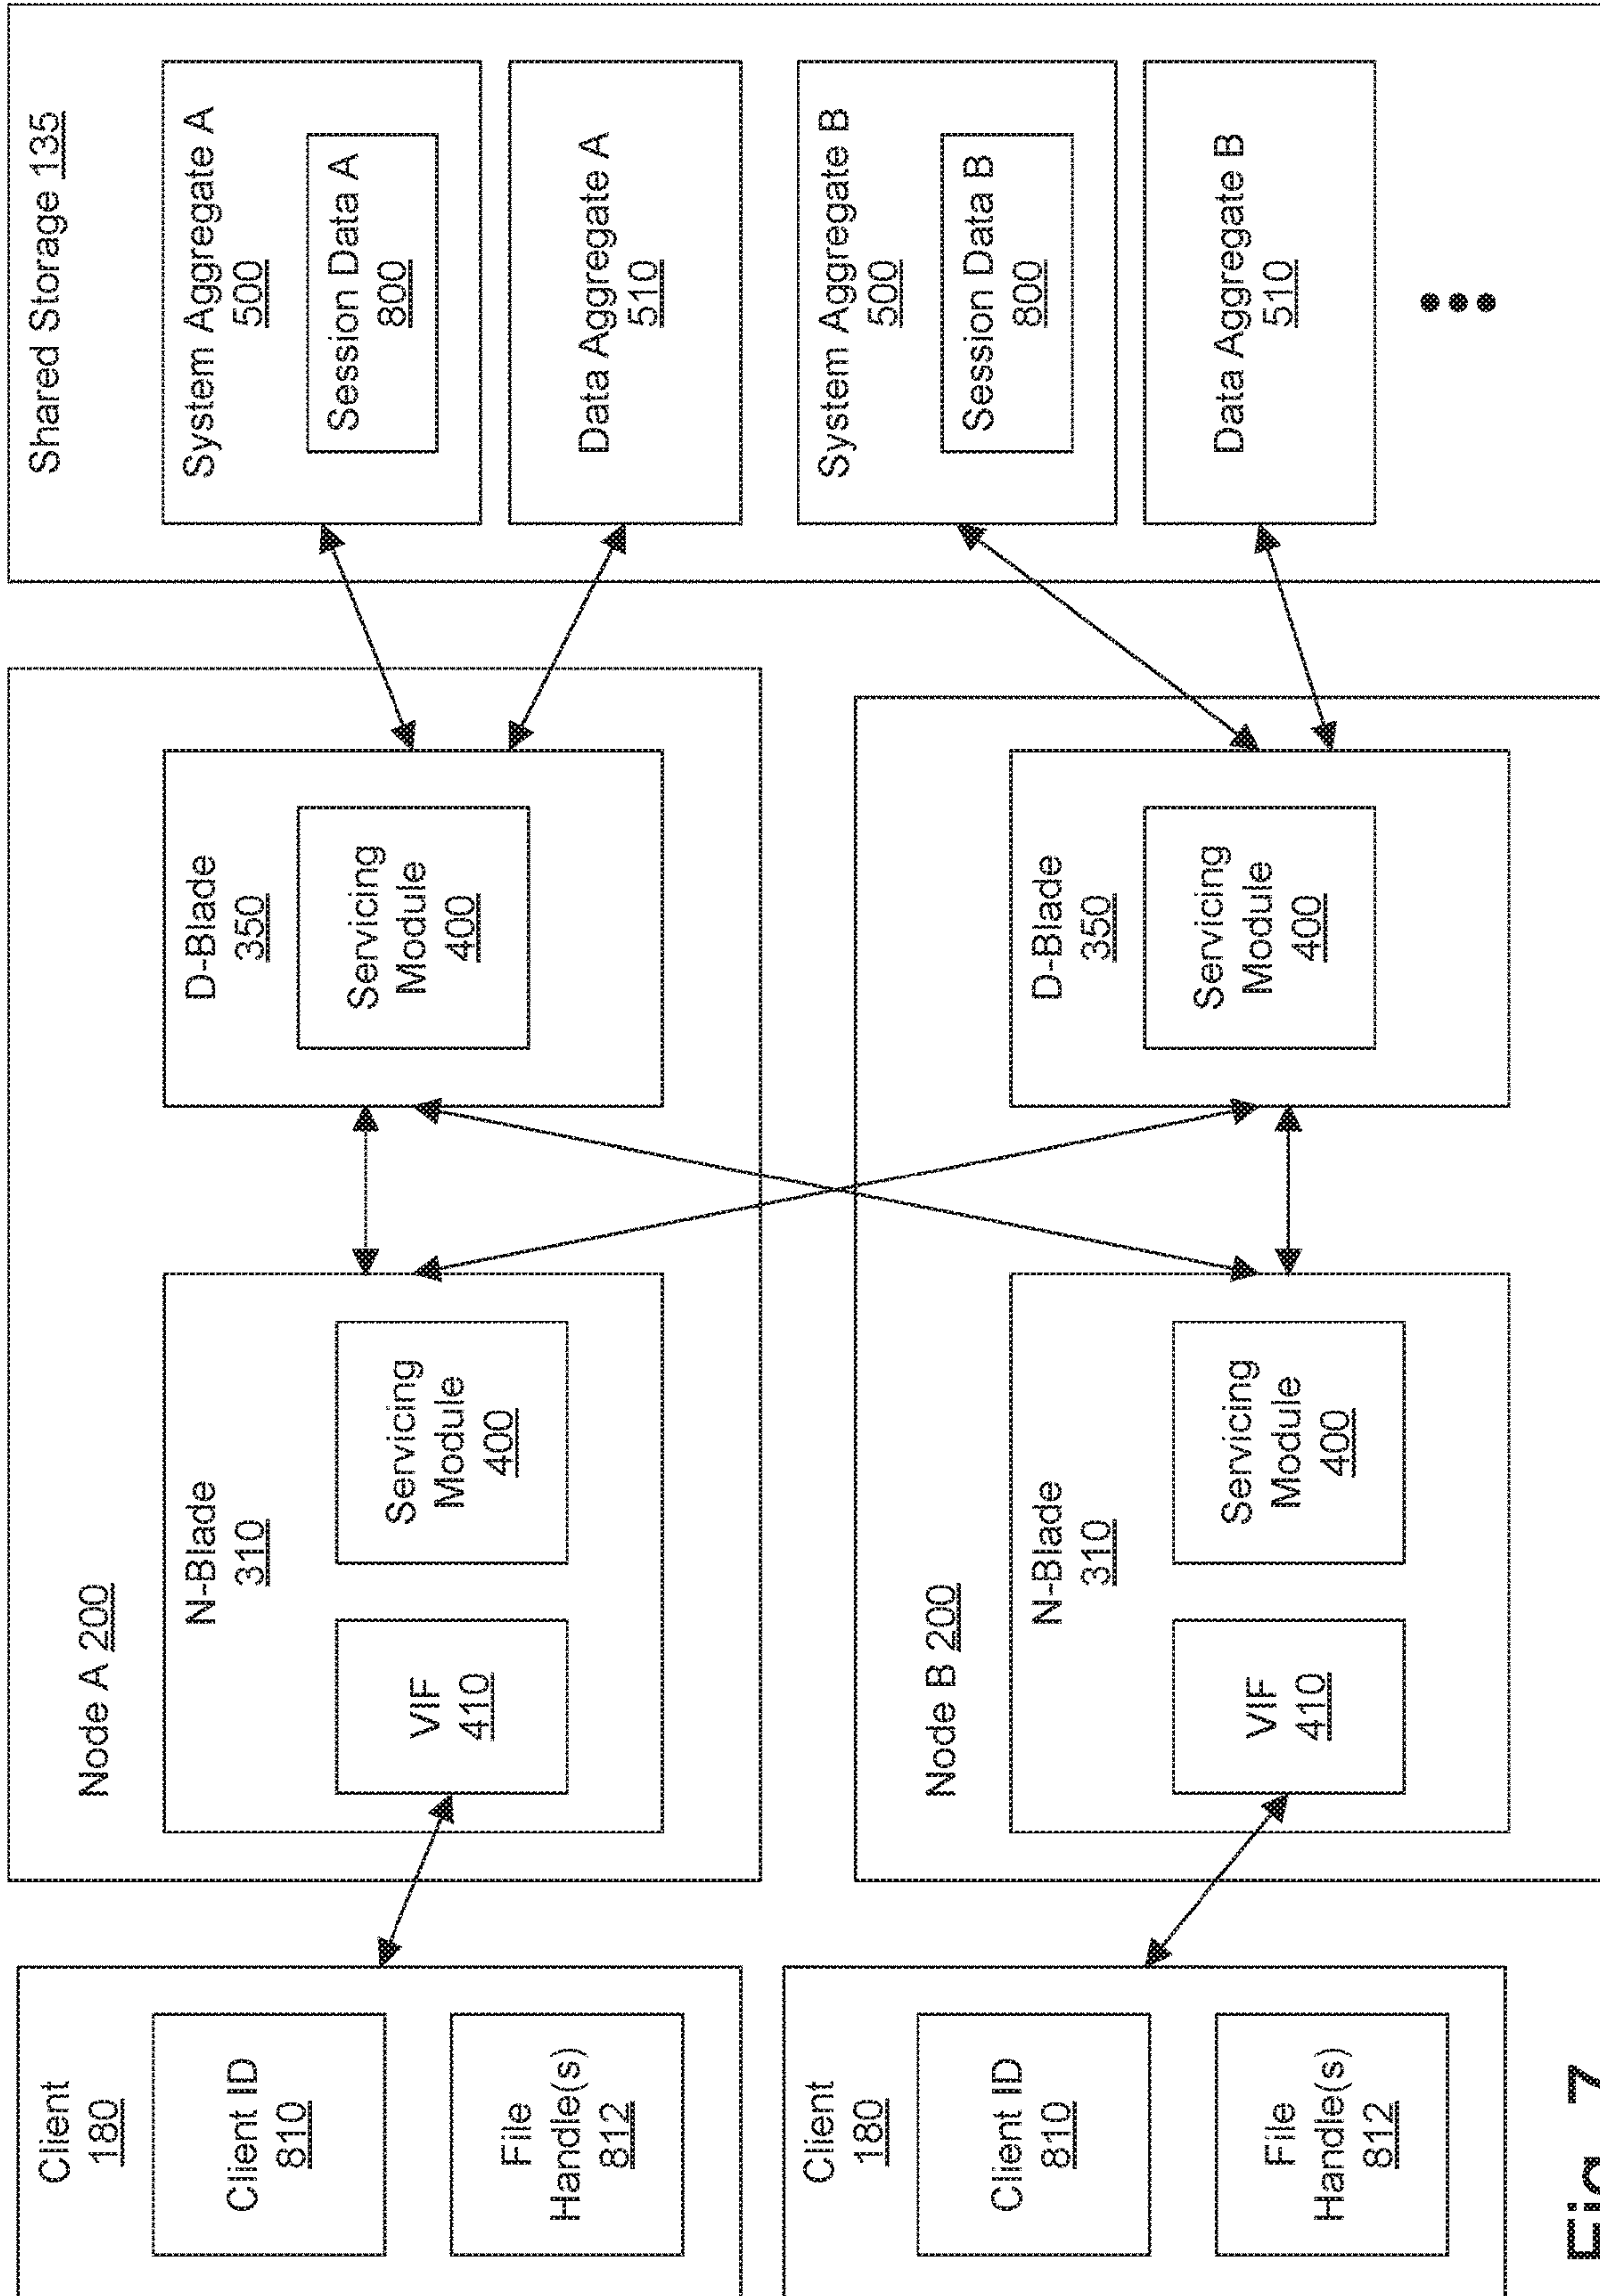 Client
180
Client ID
810
File
Handle(s)
812
Client
180
Client ID
810
File
Handle(s)
812
Node A 200
N-Blade
310
VIF
410
Servicing
Module
400
D-Blade
350
Servicing
Module
400
Node B 200
N-Blade
310
VIF
410
Servicing
Module
400
D-Blade
350
Servicing
Module
400
Shared Storage 135
System Aggregate A
500
Session Data A
800
Data Aggregate A
510
System Aggregate B
500
Session Data B
800
Data Aggregate B
510
Fig. 7